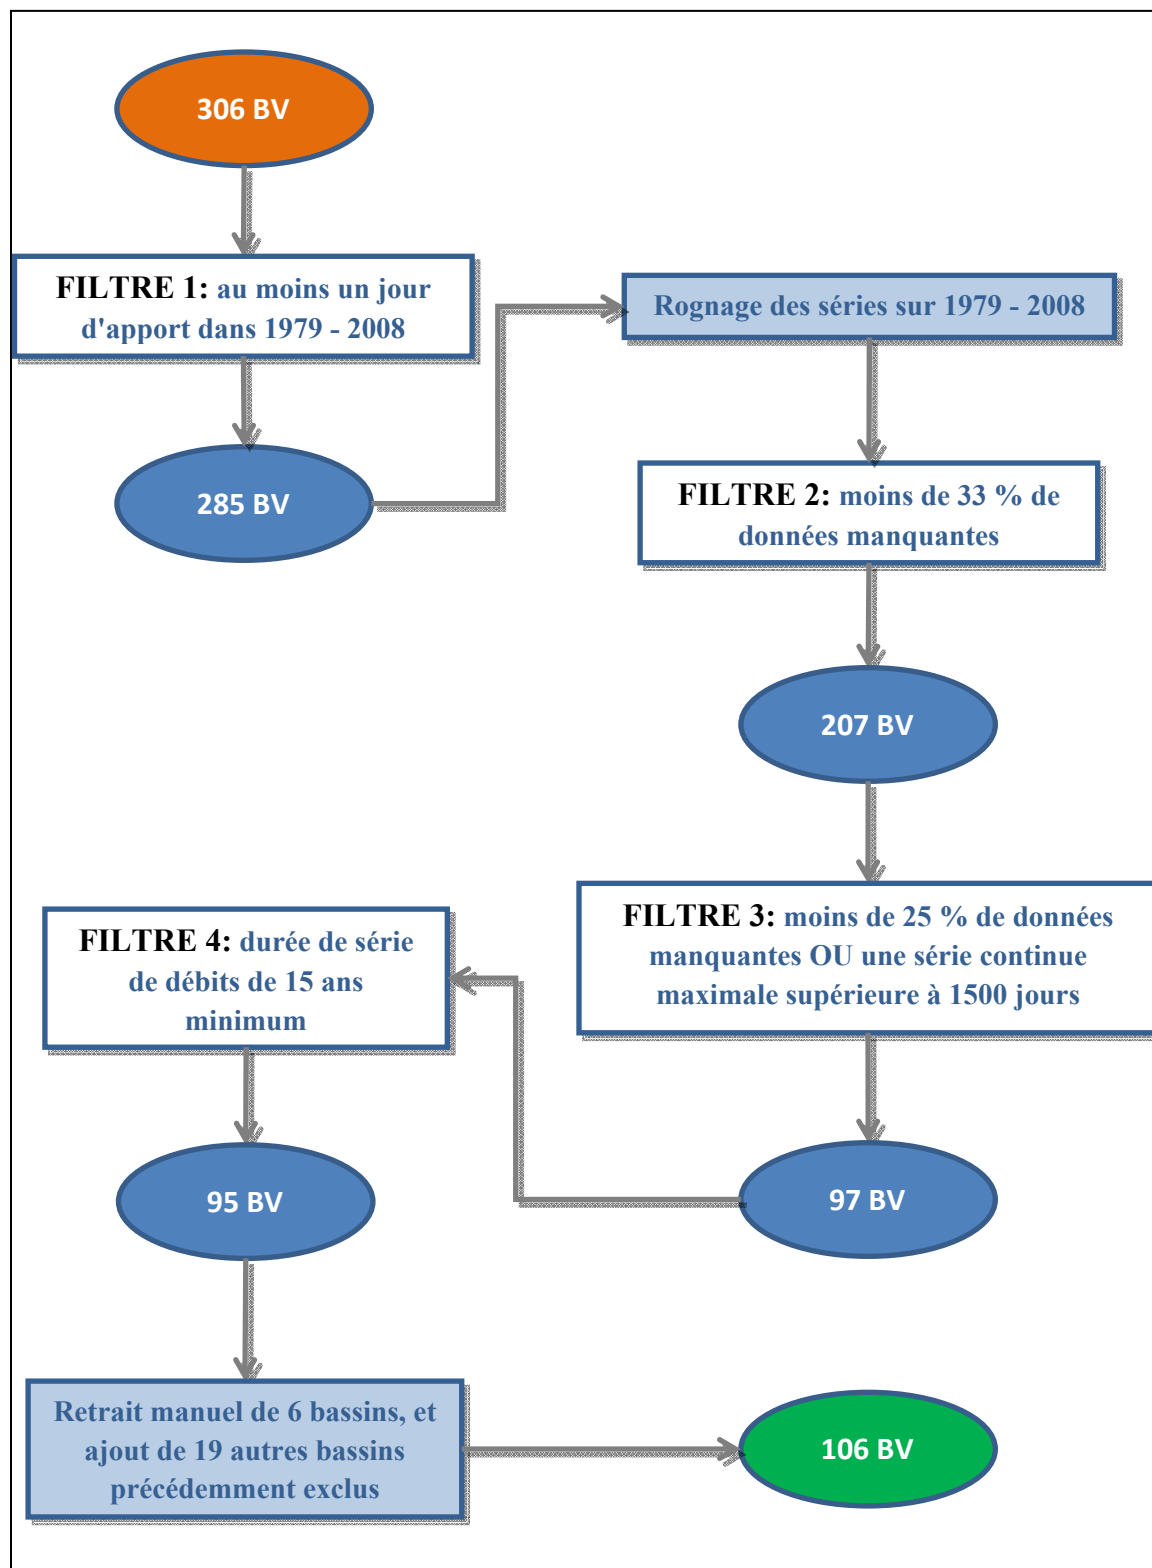 306 BV
FILTRE 1: au moins un jour
d'apport dans 1979 - 2008
285 BV
Rognage des séries sur 1979 - 2008
FILTRE 2: moins de 33 % de
données manquantes
207 BV
FILTRE 3: moins de 25 % de données
manquantes OU une série continue
maximale supérieure à 1500 jours
97 BV
FILTRE 4: durée de série
de débits de 15 ans
minimum
95 BV
Retrait manuel de 6 bassins, et
ajout de 19 autres bassins
précédemment exclus
106 BV